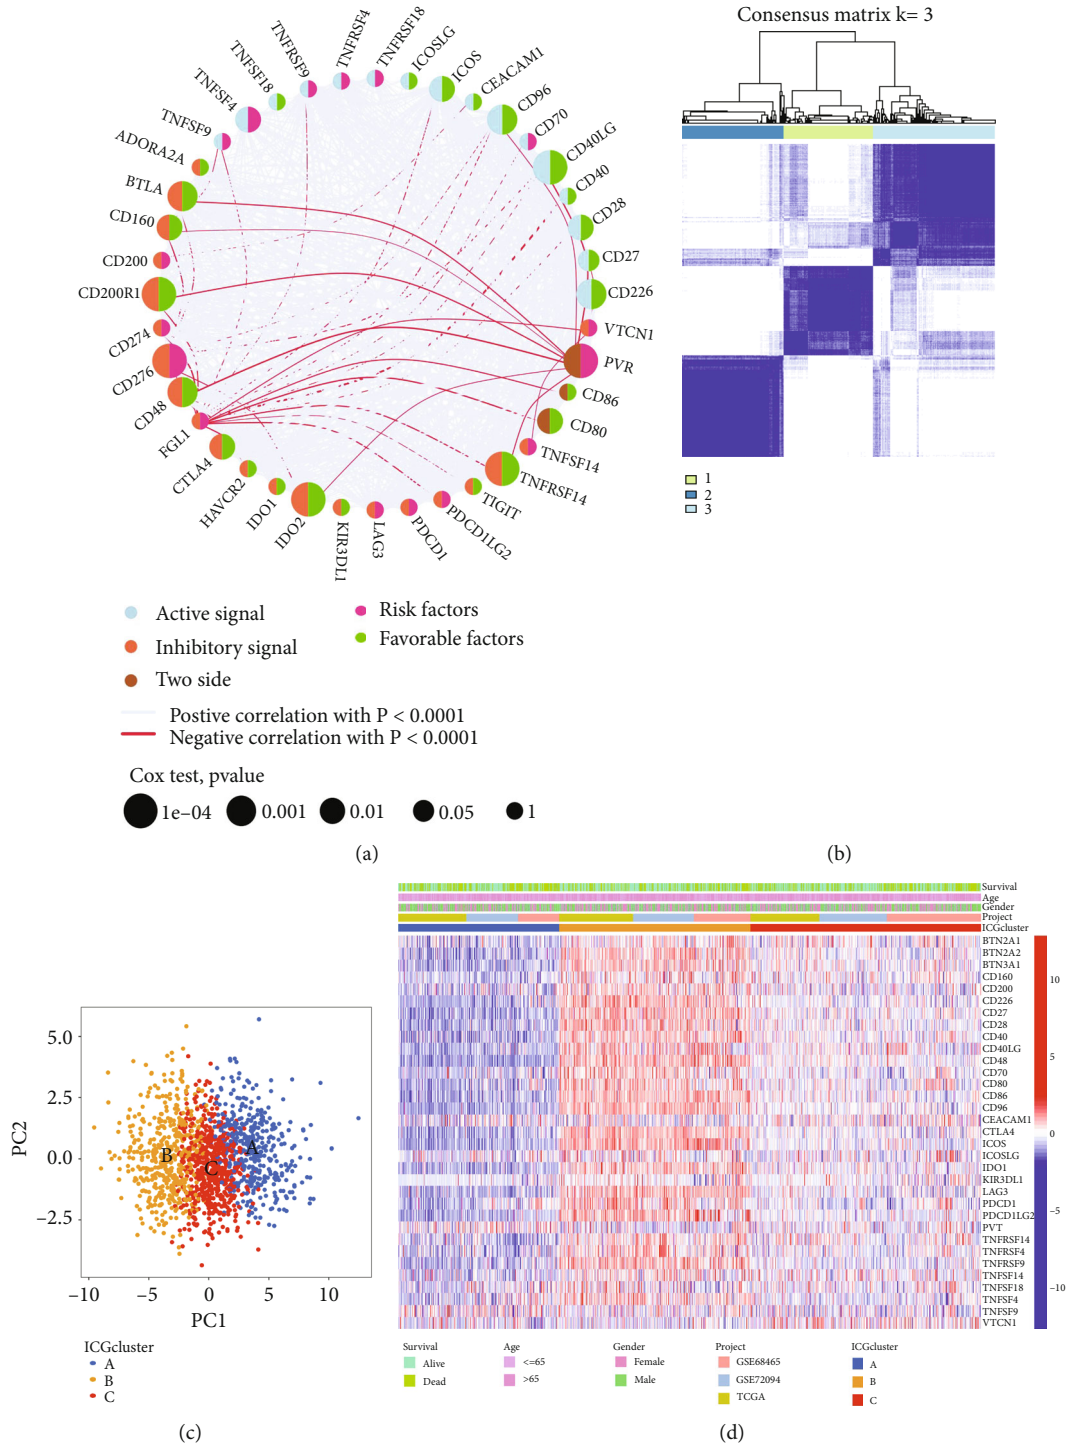 TNFRSF9
TNFRSF4
TNFRSF18
ICOSLG
ICOS
CEACAM1
CD96
CD70
CD40LG
CD40
CD28
CD27
CD226
VTCN1
PVR
CD86
CD80
TNFSF14
TNFRSF14
TIGIT
PDCD1LG2
PDCD1
LAG3
KIR3DL1
IDO2
IDO1
HAVCR2
CTLA4
FGL1
CD48
CD276
CD274
CD200R1
CD200
CD160
BTLA
ADORA2A
TNFSF9
TNFSF4
TNFSF18
Active signal
Inhibitory signal
Two side
Risk factors
Favorable factors
Postive correlation with P < 0.0001
Negative correlation with P < 0.0001
Cox test, pvalue
1e–04 0.001 0.01 0.05 1
(a)
Consensus matrix k= 3
1
2
3
(b)
PC2
5.0
2.5
0.0
−2.5
B
C
A
−10 −5 0 5 10
PC1
ICGcluster
A
B
C
(c)
Survival
Age
Gender
Project
ICGcluster
BTN2A1
BTN2A2
BTN3A1
CD160
CD200
CD226
CD27
CD28
CD40
CD40LG
CD48
CD70
CD80
CD86
CD96
CEACAM1
CTLA4
ICOS
ICOSLG
IDO1
KIR3DL1
LAG3
PDCD1
PDCD1LG2
PVT
TNFRSF14
TNFRSF4
TNFRSF9
TNFSF14
TNFSF18
TNFSF4
TNFSF9
VTCN1
10
5
0
−5
−10
Survival
Alive
Dead
Age
<=65
>65
Gender
Female
Male
Project
GSE68465
GSE72094
TCGA
ICGcluster
A
B
C
(d)